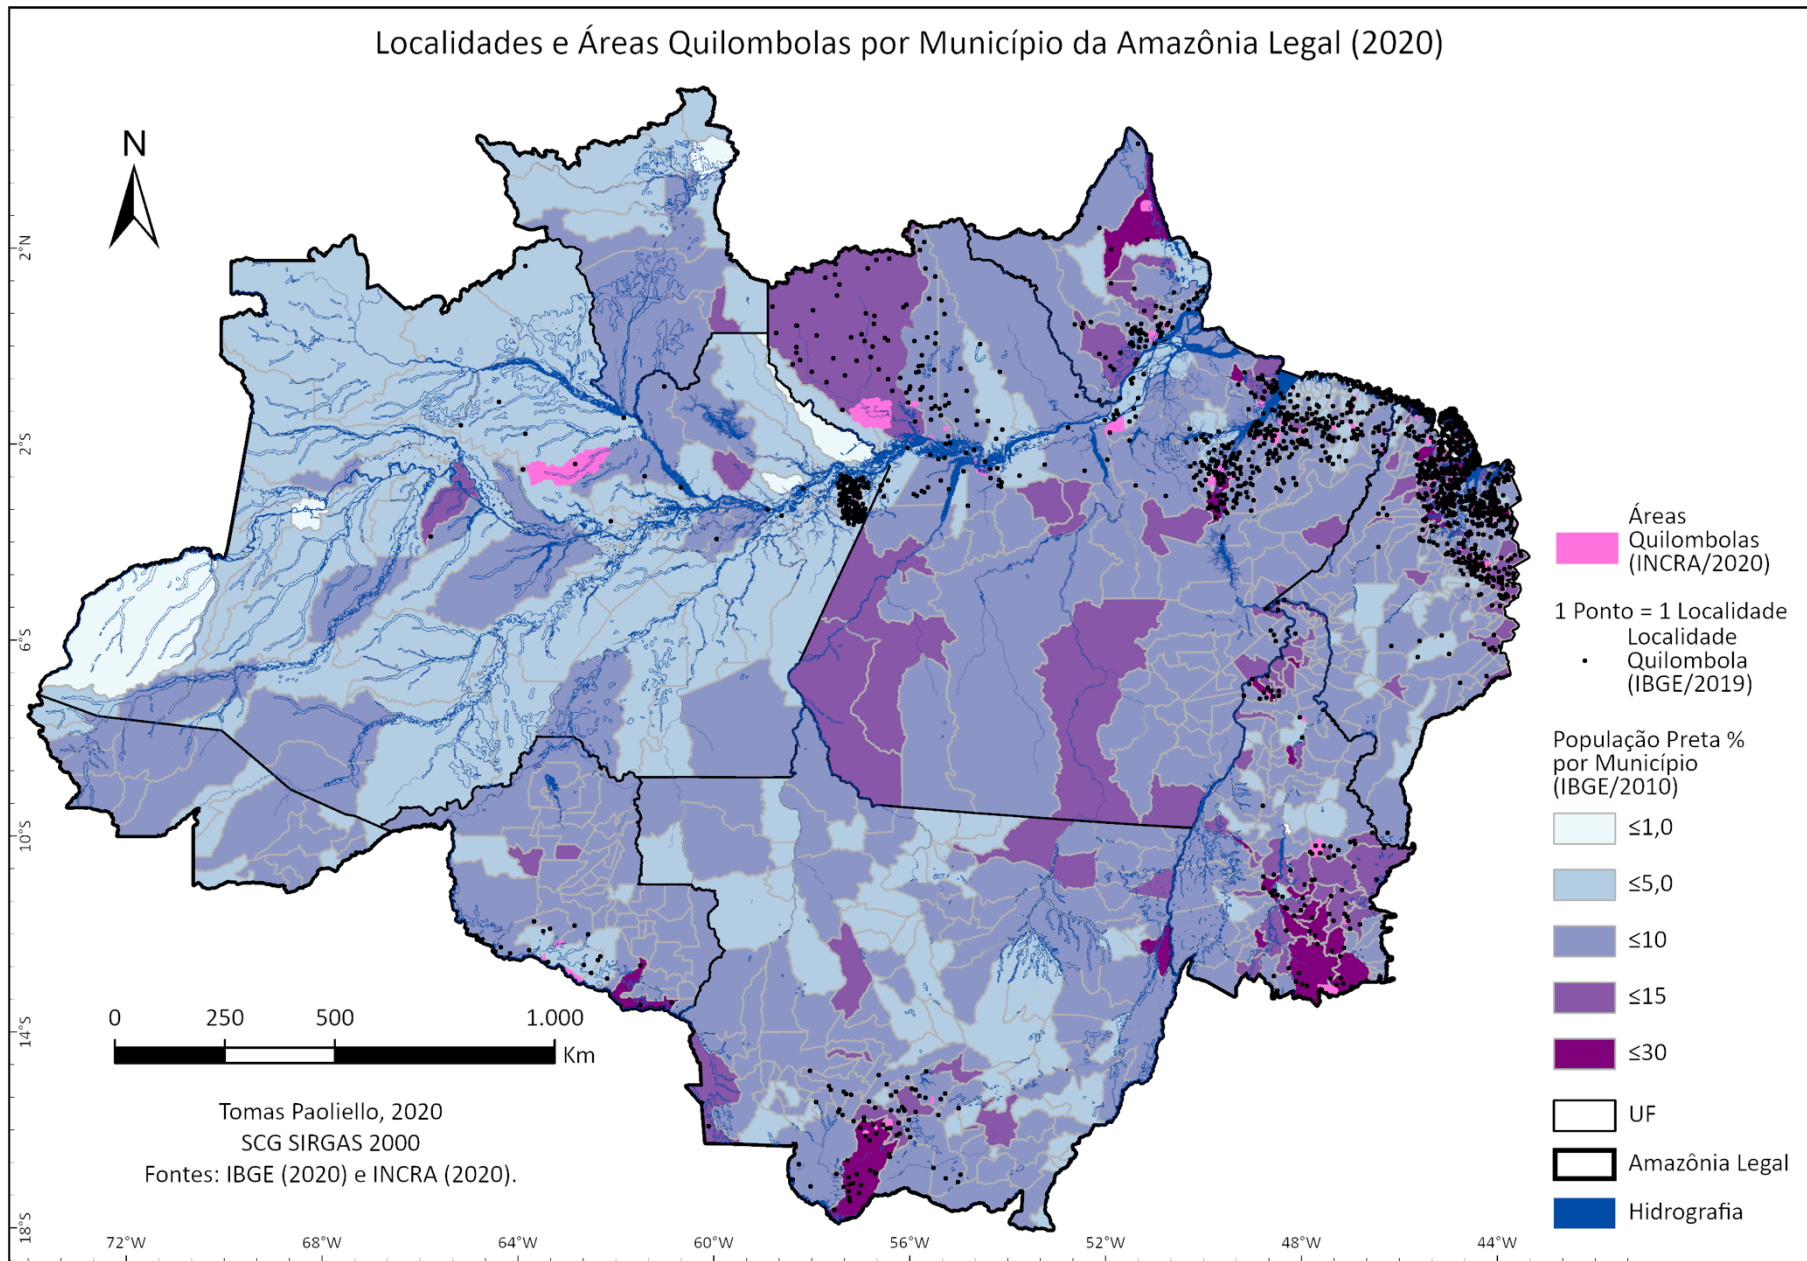 Localidades e Áreas Quilombolas por Município da Amazônia Legal (2020)
N
2°N
2°S
6°S
10°S
14°S
18°S
72°W
68°W
64°W
60°W
56°W
52°W
48°W
44°W
0
250
500
1.000
Km
Tomas Paoliello, 2020
SCG SIRGAS 2000
Fontes: IBGE (2020) e INCRA (2020).
Áreas
Quilombolas
(INCRA/2020)
1 Ponto = 1 Localidade
Localidade
Quilombola
(IBGE/2019)
População Preta %
por Município
(IBGE/2010)
≤1,0
≤5,0
≤10
≤15
≤30
UF
Amazônia Legal
Hidrografia